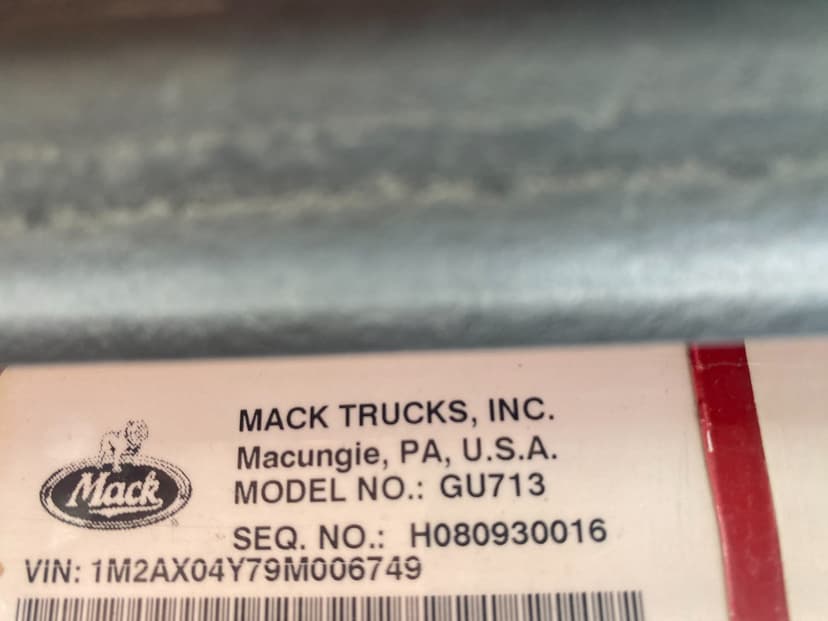 MACK TRUCKS, INC.
Macungie, PA, U.S.A.
Mack
MODEL NO.: GU713
SEQ. NO.: H080930016
VIN: 1M2AX04Y79M006749